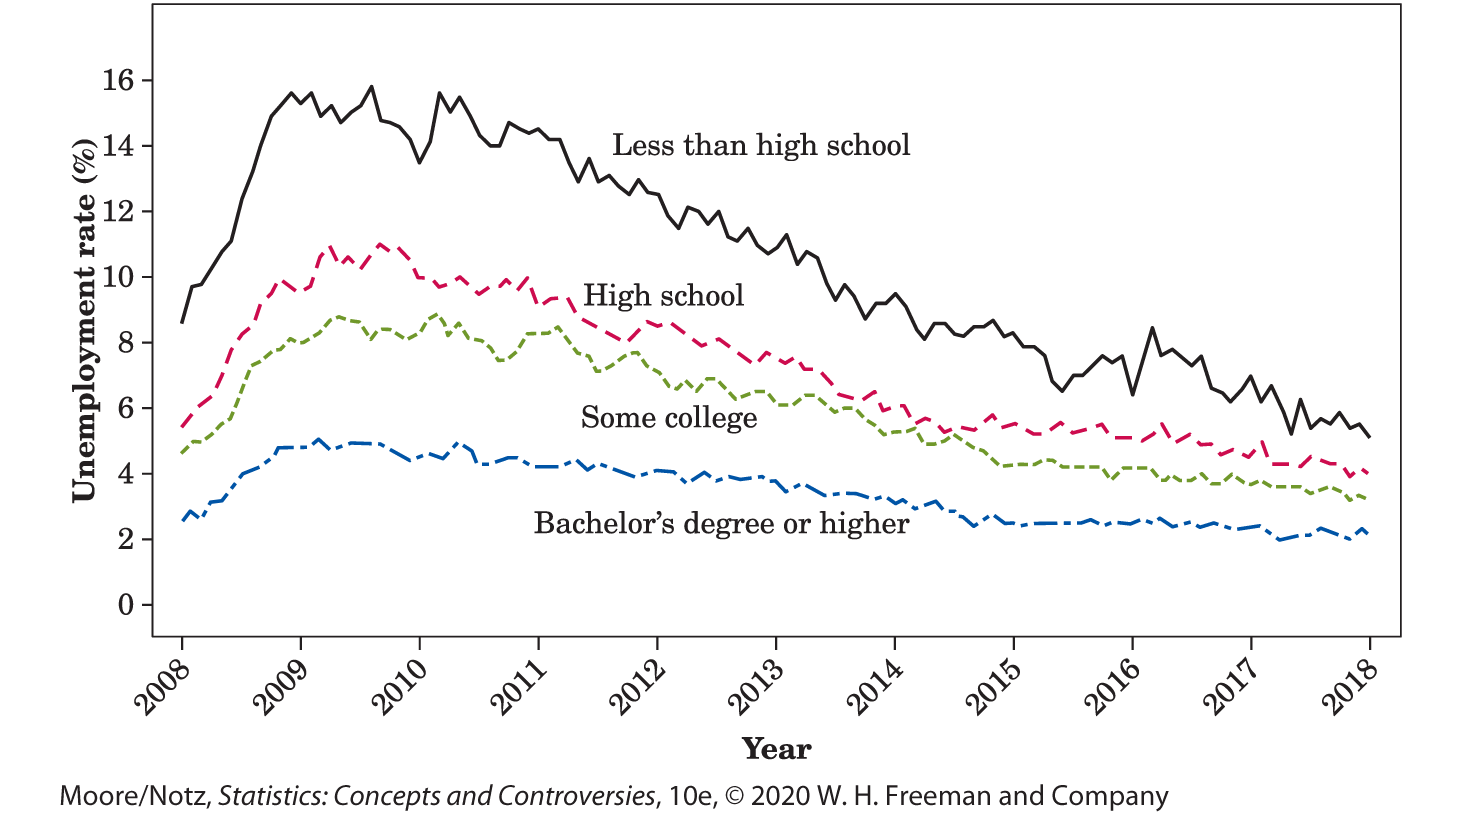 16
14
12
10
8
6
4
2
0
Unemployment rate (%)
Less than high school
High school
Some college
Bachelor's degree or higher
2008
2009
2010
2011
2012
2013
2014
2015
2016
2017
2018
Year
Moore/Notz, Statistics: Concepts and Controversies, 10e, © 2020 W. H. Freeman and Company